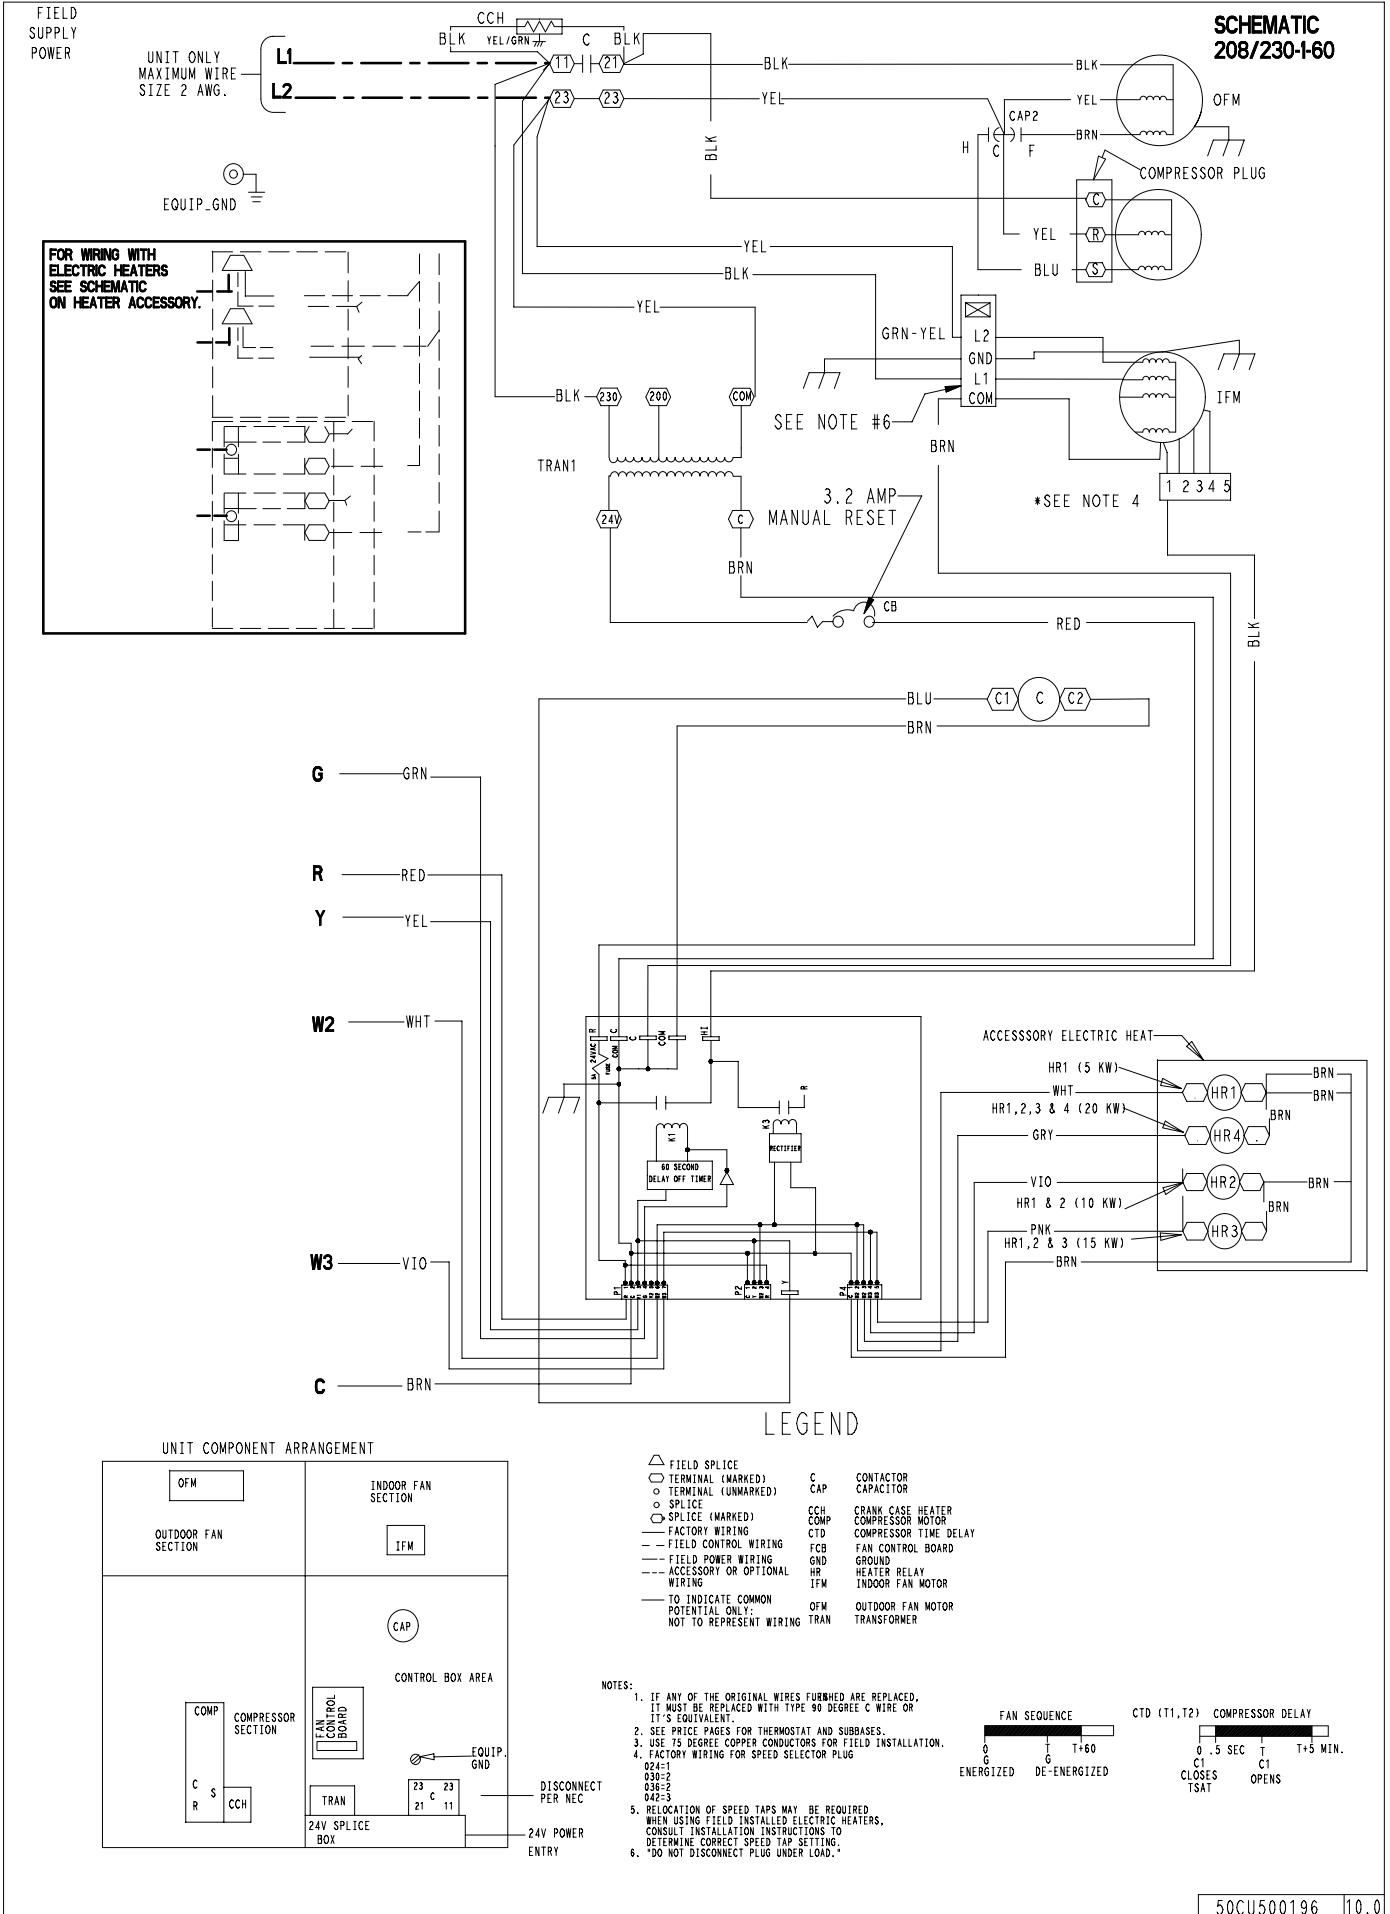 FIELD
SUPPLY
POWER
SCHEMATIC
208/230-1-60
UNIT ONLY
MAXIMUM WIRE
SIZE 2 AWG.
L1
L2
CCH
BLK
YEL/GRN
C
BLK
11
21
23
23
BLK
YEL
BLK
BLK
YEL
BRN
OFM
CAP2
H
C
F
COMPRESSOR PLUG
C
R
S
YEL
BLU
EQUIP_GND
FOR WIRING WITH
ELECTRIC HEATERS
SEE SCHEMATIC
ON HEATER ACCESSORY.
YEL
BLK
YEL
GRN-YEL
L2
GND
L1
COM
SEE NOTE #6
IFM
BLK
230
200
COM
TRAN1
BRN
24V
C
3.2 AMP
MANUAL RESET
*SEE NOTE 4
1 2 3 4 5
BRN
CB
RED
BLK
BLU
C1
C
C2
BRN
G
GRN
R
RED
Y
YEL
W2
WHT
W3
VIO
C
BRN
R
24VAC
C
COM
C
COM
HI
5A
FUSE
R
K1
K3
RECTIFIER
60 SECOND
DELAY OFF TIMER
P1
P2
Y
P4
ACCESSSORY ELECTRIC HEAT
HR1 (5 KW)
WHT
HR1
BRN
BRN
HR1,2,3 & 4 (20 KW)
BRN
GRY
HR4
VIO
HR2
BRN
HR1 & 2 (10 KW)
BRN
PNK
HR3
HR1,2 & 3 (15 KW)
BRN
LEGEND
FIELD SPLICE
TERMINAL (MARKED)
TERMINAL (UNMARKED)
SPLICE
SPLICE (MARKED)
FACTORY WIRING
FIELD CONTROL WIRING
FIELD POWER WIRING
ACCESSORY OR OPTIONAL
WIRING
TO INDICATE COMMON
POTENTIAL ONLY:
NOT TO REPRESENT WIRING
C CONTACTOR
CAP CAPACITOR
CCH CRANK CASE HEATER
COMP COMPRESSOR MOTOR
CTD COMPRESSOR TIME DELAY
FCB FAN CONTROL BOARD
GND GROUND
HR HEATER RELAY
IFM INDOOR FAN MOTOR
OFM OUTDOOR FAN MOTOR
TRAN TRANSFORMER
UNIT COMPONENT ARRANGEMENT
OFM
OUTDOOR FAN
SECTION
INDOOR FAN
SECTION
IFM
CAP
CONTROL BOX AREA
COMP
COMPRESSOR
SECTION
C
S
R
CCH
FAN
CONTROL
BOARD
EQUIP.
GND
TRAN
23 23
C
21 11
DISCONNECT
PER NEC
24V SPLICE
BOX
24V POWER
ENTRY
NOTES:
1. IF ANY OF THE ORIGINAL WIRES ARE REPLACED,
IT MUST BE REPLACED WITH TYPE 90 DEGREE C WIRE OR
IT'S EQUIVALENT.
2. SEE PRICE PAGES FOR THERMOSTAT AND SUBBASES.
3. USE 75 DEGREE COPPER CONDUCTORS FOR FIELD INSTALLATION.
4. FACTORY WIRING FOR SPEED SELECTOR PLUG
024=1
030=2
036=2
042=3
5. RELOCATION OF SPEED TAPS MAY BE REQUIRED
WHEN USING FIELD INSTALLED ELECTRIC HEATERS,
CONSULT INSTALLATION INSTRUCTIONS TO
DETERMINE CORRECT SPEED TAP SETTING.
6. "DO NOT DISCONNECT PLUG UNDER LOAD."
FAN SEQUENCE
0 T T+60
G G
ENERGIZED DE-ENERGIZED
CTD (T1,T2) COMPRESSOR DELAY
0 .5 SEC T T+5 MIN.
C1 C1
CLOSES OPENS
TSAT
50CU500196 10.0